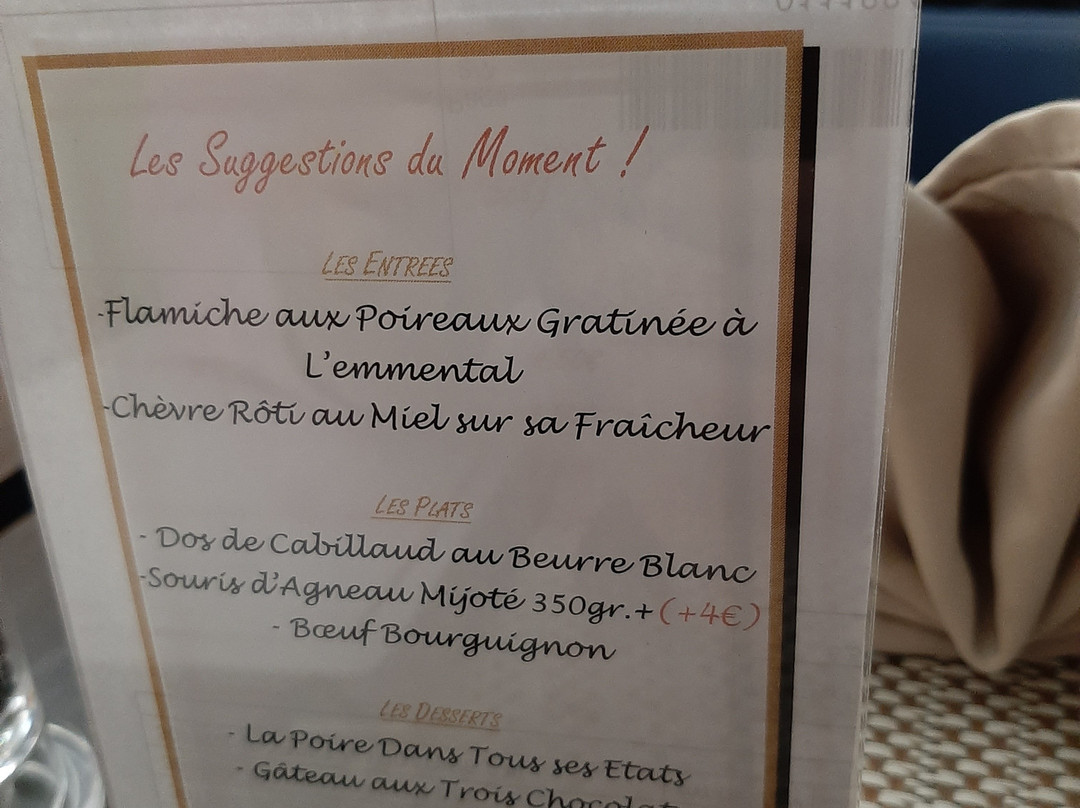 Les Suggestions du Moment !
LES ENTREES
-Flamiche aux Poireaux Gratinée à
L'emmental
-Chèvre Rôti au Miel sur sa Fraîcheur
LES PLATS
- Dos de Cabillaud au Beurre Blanc
-Souris d'Agneau Mijoté 350gr.+ (+4€)
- Bœuf Bourguignon
LES DESSERTS
- La Poire Dans Tous ses Etats
- Gâteau aux Trois Chocolat